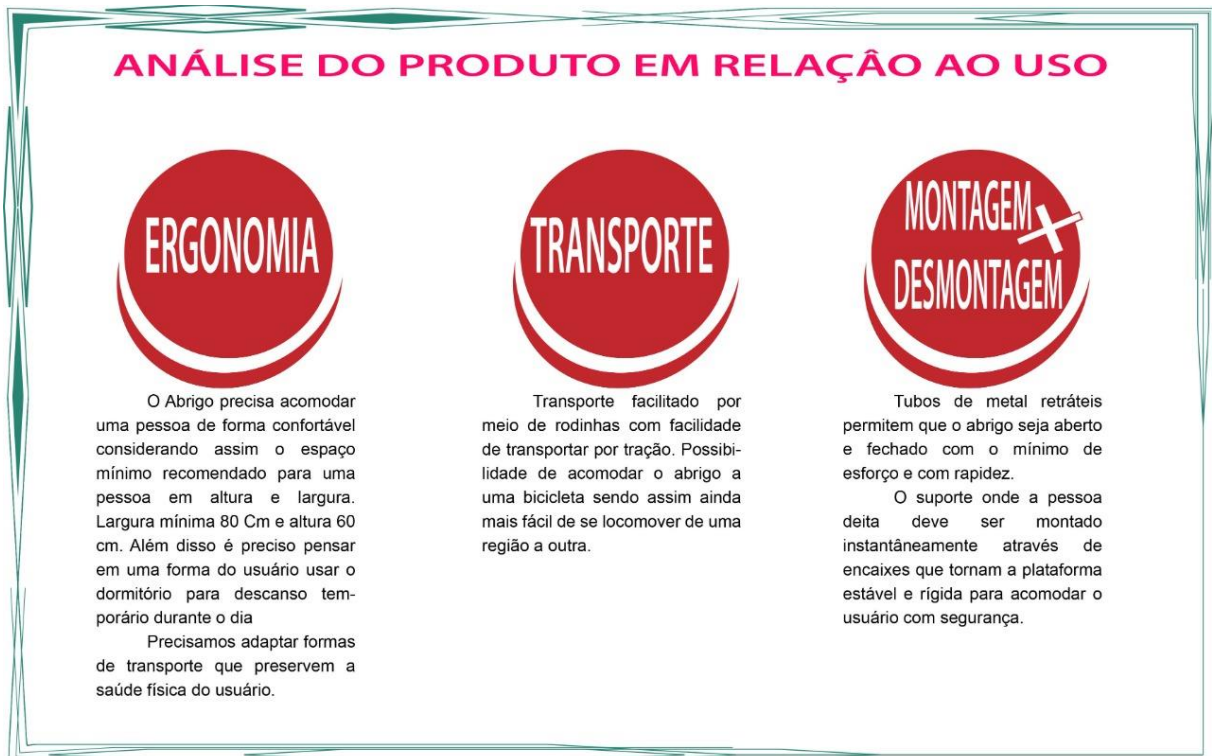 ANÁLISE DO PRODUTO EM RELAÇÂO AO USO
ERGONOMIA
O Abrigo precisa acomodar
uma pessoa de forma confortável
considerando assim o espaço
mínimo recomendado para uma
pessoa em altura e largura.
Largura mínima 80 Cm e altura 60
cm. Além disso é preciso pensar
em uma forma do usuário usar o
dormitório para descanso tem-
porário durante o dia
Precisamos adaptar formas
de transporte que preservem a
saúde física do usuário.
TRANSPORTE
Transporte facilitado por
meio de rodinhas com facilidade
de transportar por tração. Possibi-
lidade de acomodar o abrigo a
uma bicicleta sendo assim ainda
mais fácil de se locomover de uma
região a outra.
MONTAGEM +
DESMONTAGEM
Tubos de metal retráteis
permitem que o abrigo seja aberto
e fechado com o mínimo de
esforço e com rapidez.
O suporte onde a pessoa
deita deve ser montado
instantâneamente através de
encaixes que tornam a plataforma
estável e rígida para acomodar o
usuário com segurança.